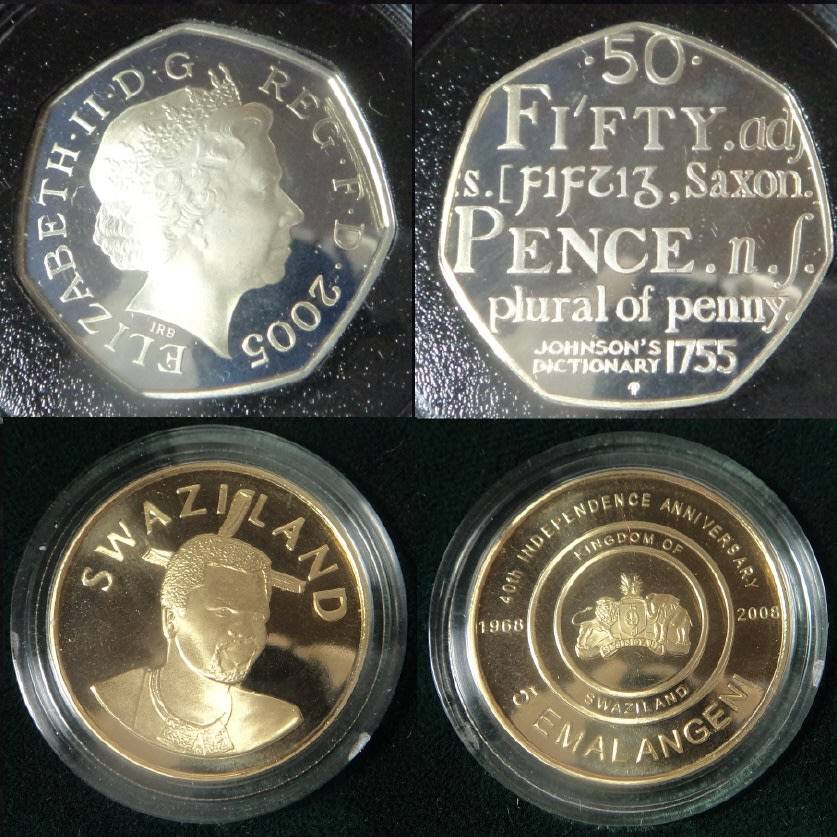 ELIZABETH·II·D·G REG·F·D·2005
IRB
·50·
FI'FTY.adj.
s.[ꝼıꝼꞇıȝ, Saxon.]
PENCE.n.ſ.
plural of penny.
JOHNSON'S
DICTIONARY 1755
SWAZILAND
40th INDEPENDENCE ANNIVERSARY
KINGDOM OF
1968 2008
SWAZILAND
5 EMALANGENI